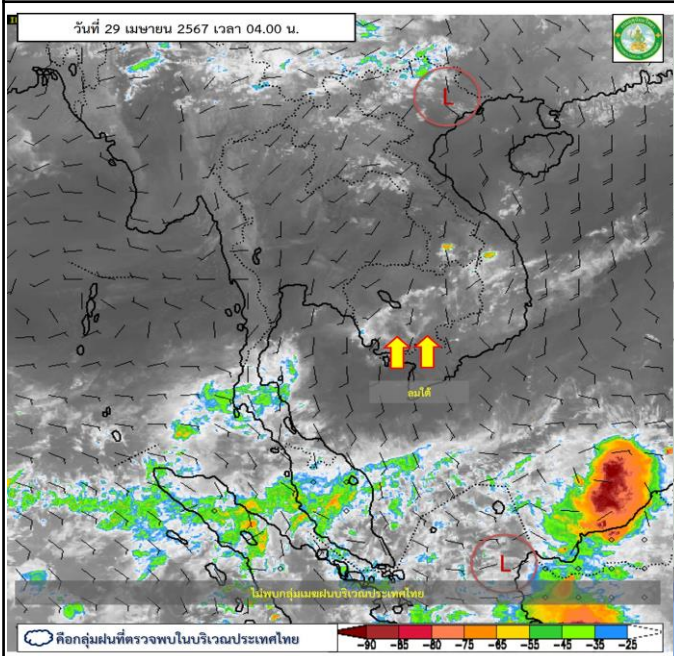 วันที่ 29 เมษายน 2567 เวลา 04.00 น.
L
ลมใต้
L
ไม่พบกลุ่มเมฆฝนบริเวณประเทศไทย
คือกลุ่มฝนที่ตรวจพบในบริเวณประเทศไทย
-90 -85 -80 -75 -65 -55 -45 -35 -25